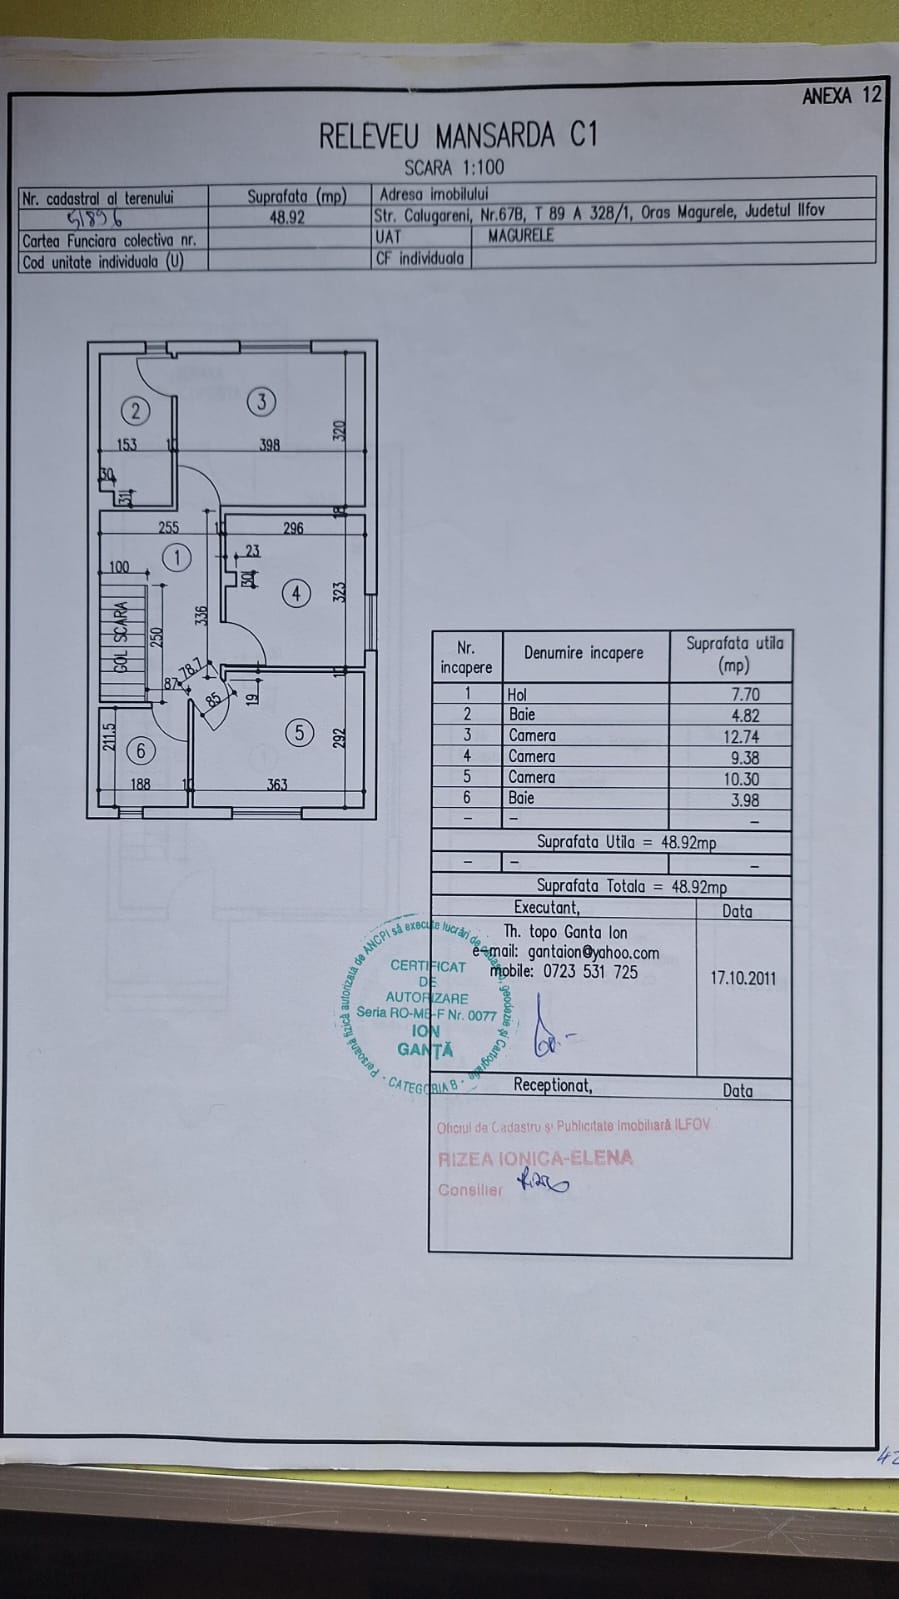 ANEXA 12
RELEVEU MANSARDA C1
SCARA 1:100
Nr. cadastral al terenului Suprafata (mp) Adresa imobilului
51896 48.92 Str. Calugareni, Nr.67B, T 89 A 328/1, Oras Magurele, Judetul Ilfov
Cartea Funciara colectiva nr. UAT MAGURELE
Cod unitate individuala (U) CF individuala
2 3
153 10 398 320
30
31
18
255 10 296
1 23
100 30 4 323
GOL SCARA 250 336
78.7
87 85 19 10
211.5 6 5 292
188 10 363
Nr. incapere Denumire incapere Suprafata utila (mp)
1 Hol 7.70
2 Baie 4.82
3 Camera 12.74
4 Camera 9.38
5 Camera 10.30
6 Baie 3.98
– – –
Suprafata Utila = 48.92mp
– – –
Suprafata Totala = 48.92mp
Executant, Data
Th. topo Ganta Ion
e-mail: gantaion@yahoo.com
mobile: 0723 531 725
17.10.2011
Persoană fizică autorizată de ANCPI să execute lucrări de cadastru, geodezie și Cartografie
CERTIFICAT
DE
AUTORIZARE
Seria RO-MB-F Nr. 0077
ION
GANȚĂ
- CATEGORIA B -
Receptionat, Data
Oficiul de Cadastru și Publicitate Imobiliară ILFOV
RIZEA IONICA-ELENA
Consilier
42